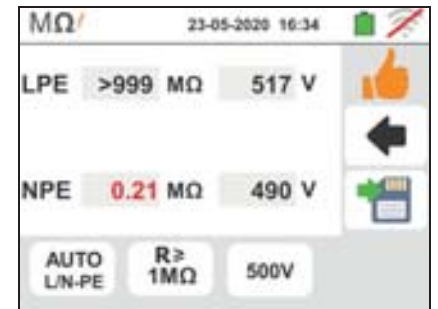 MΩ 23-05-2020 16:34
LPE >999 MΩ 517 V
NPE 0.21 MΩ 490 V
AUTO L/N-PE
R≥ 1MΩ
500V